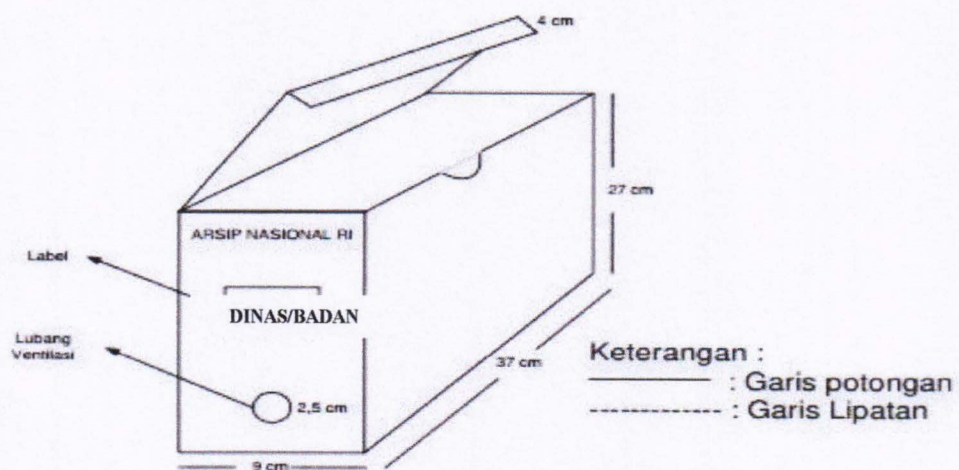 4 cm
27 cm
ARSIP NASIONAL RI
Label
DINAS/BADAN
Lubang
Ventilasi
2,5 cm
37 cm
9 cm
Keterangan :
: Garis potongan
: Garis Lipatan